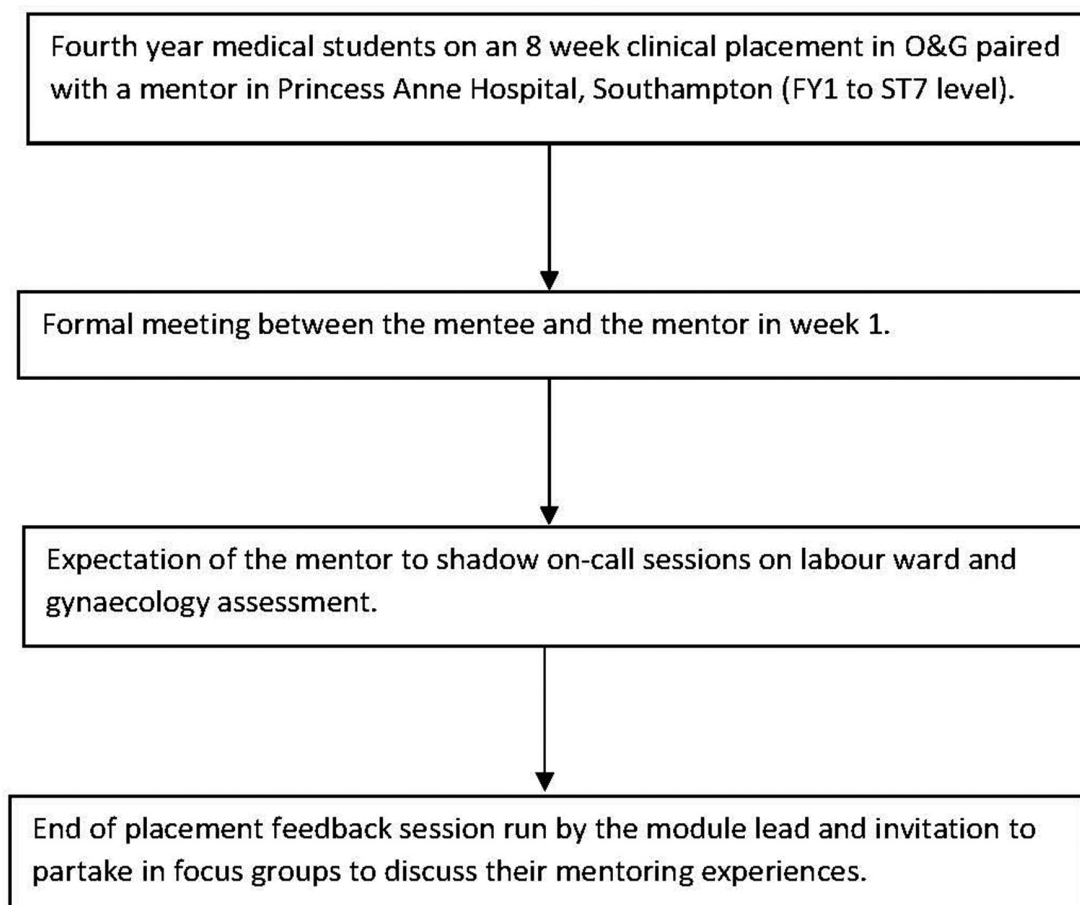 Fourth year medical students on an 8 week clinical placement in O&G paired
with a mentor in Princess Anne Hospital, Southampton (FY1 to ST7 level).
Formal meeting between the mentee and the mentor in week 1.
Expectation of the mentor to shadow on-call sessions on labour ward and
gynaecology assessment.
End of placement feedback session run by the module lead and invitation to
partake in focus groups to discuss their mentoring experiences.